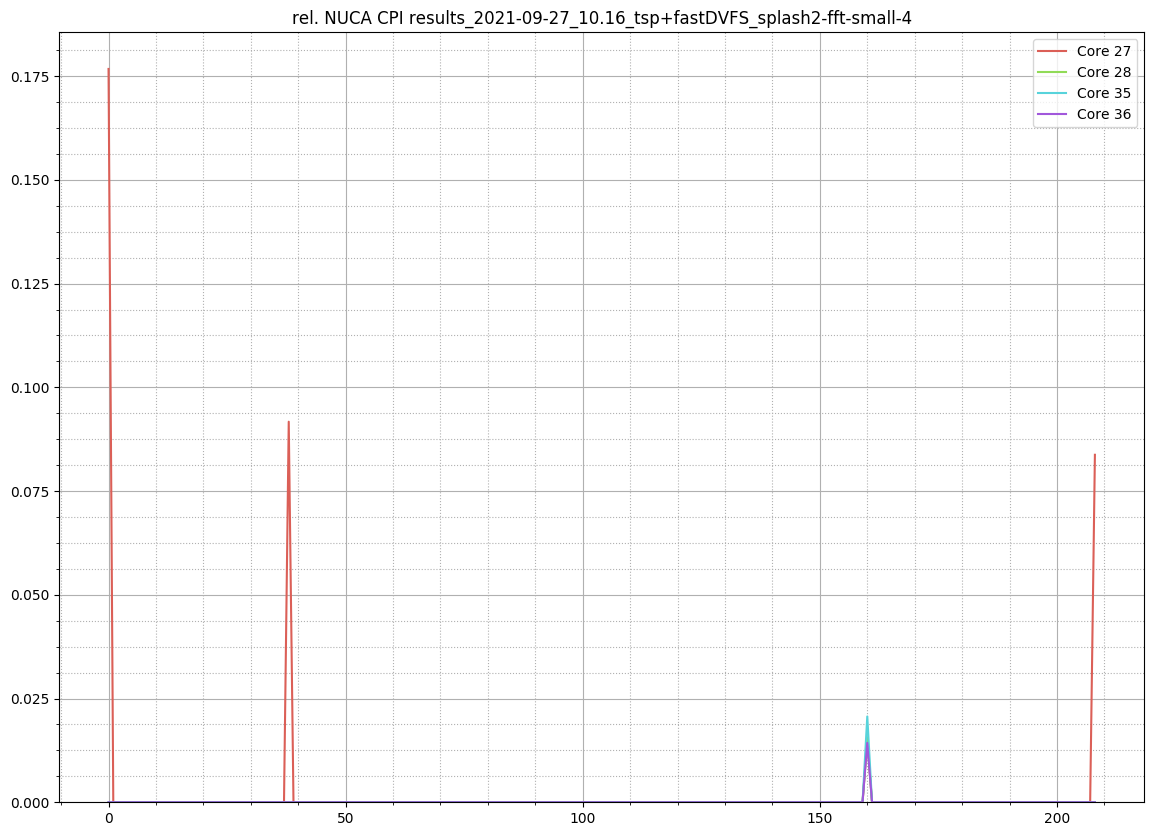 rel. NUCA CPI results_2021-09-27_10.16_tsp+fastDVFS_splash2-fft-small-4
Core 27
Core 28
Core 35
Core 36
0.175
0.150
0.125
0.100
0.075
0.050
0.025
0.000
0 50 100 150 200